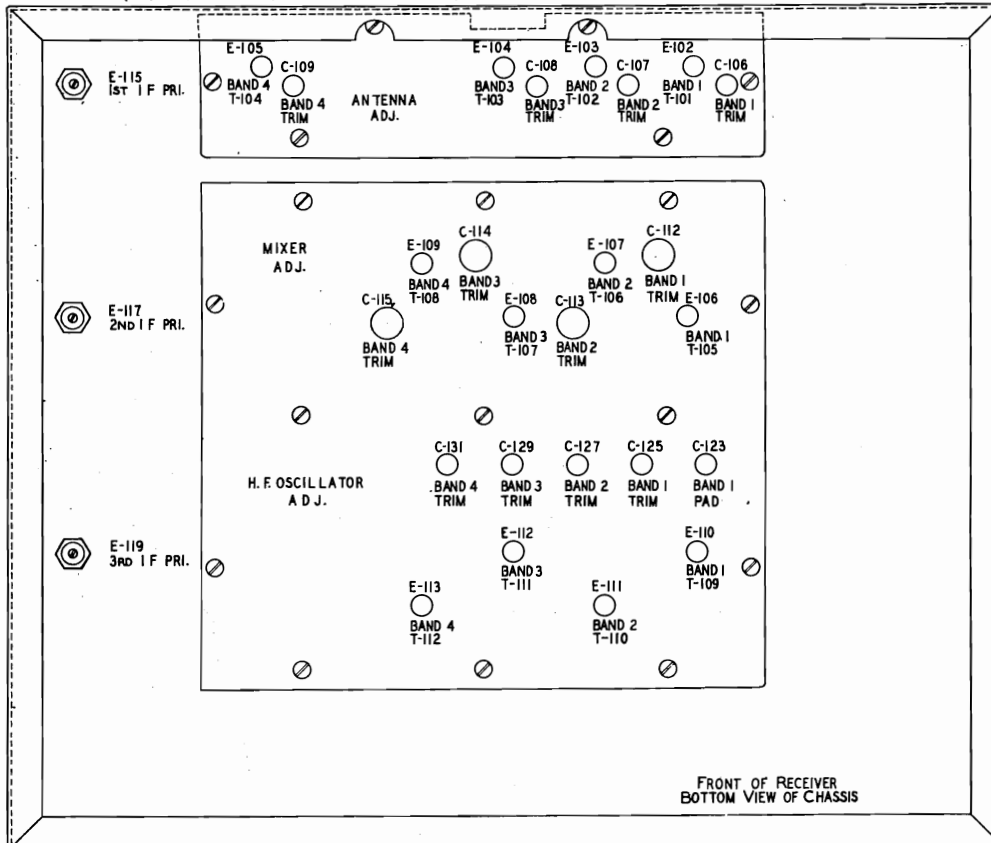 E-115
1ST I F PRI.
E-105
BAND 4
T-104
C-109
BAND 4
TRIM
ANTENNA
ADJ.
E-104
BAND 3
T-103
C-108
BAND 3
TRIM
E-103
BAND 2
T-102
C-107
BAND 2
TRIM
E-102
BAND 1
T-101
C-106
BAND 1
TRIM
MIXER
ADJ.
E-109
BAND 4
T-108
C-114
BAND 3
TRIM
E-107
BAND 2
T-106
C-112
BAND 1
TRIM
E-117
2ND I F PRI.
C-115
BAND 4
TRIM
E-108
BAND 3
T-107
C-113
BAND 2
TRIM
E-106
BAND 1
T-105
H.F. OSCILLATOR
ADJ.
C-131
BAND 4
TRIM
C-129
BAND 3
TRIM
C-127
BAND 2
TRIM
C-125
BAND 1
TRIM
C-123
BAND 1
PAD
E-119
3RD I F PRI.
E-112
BAND 3
T-111
E-110
BAND 1
T-109
E-113
BAND 4
T-112
E-111
BAND 2
T-110
FRONT OF RECEIVER
BOTTOM VIEW OF CHASSIS